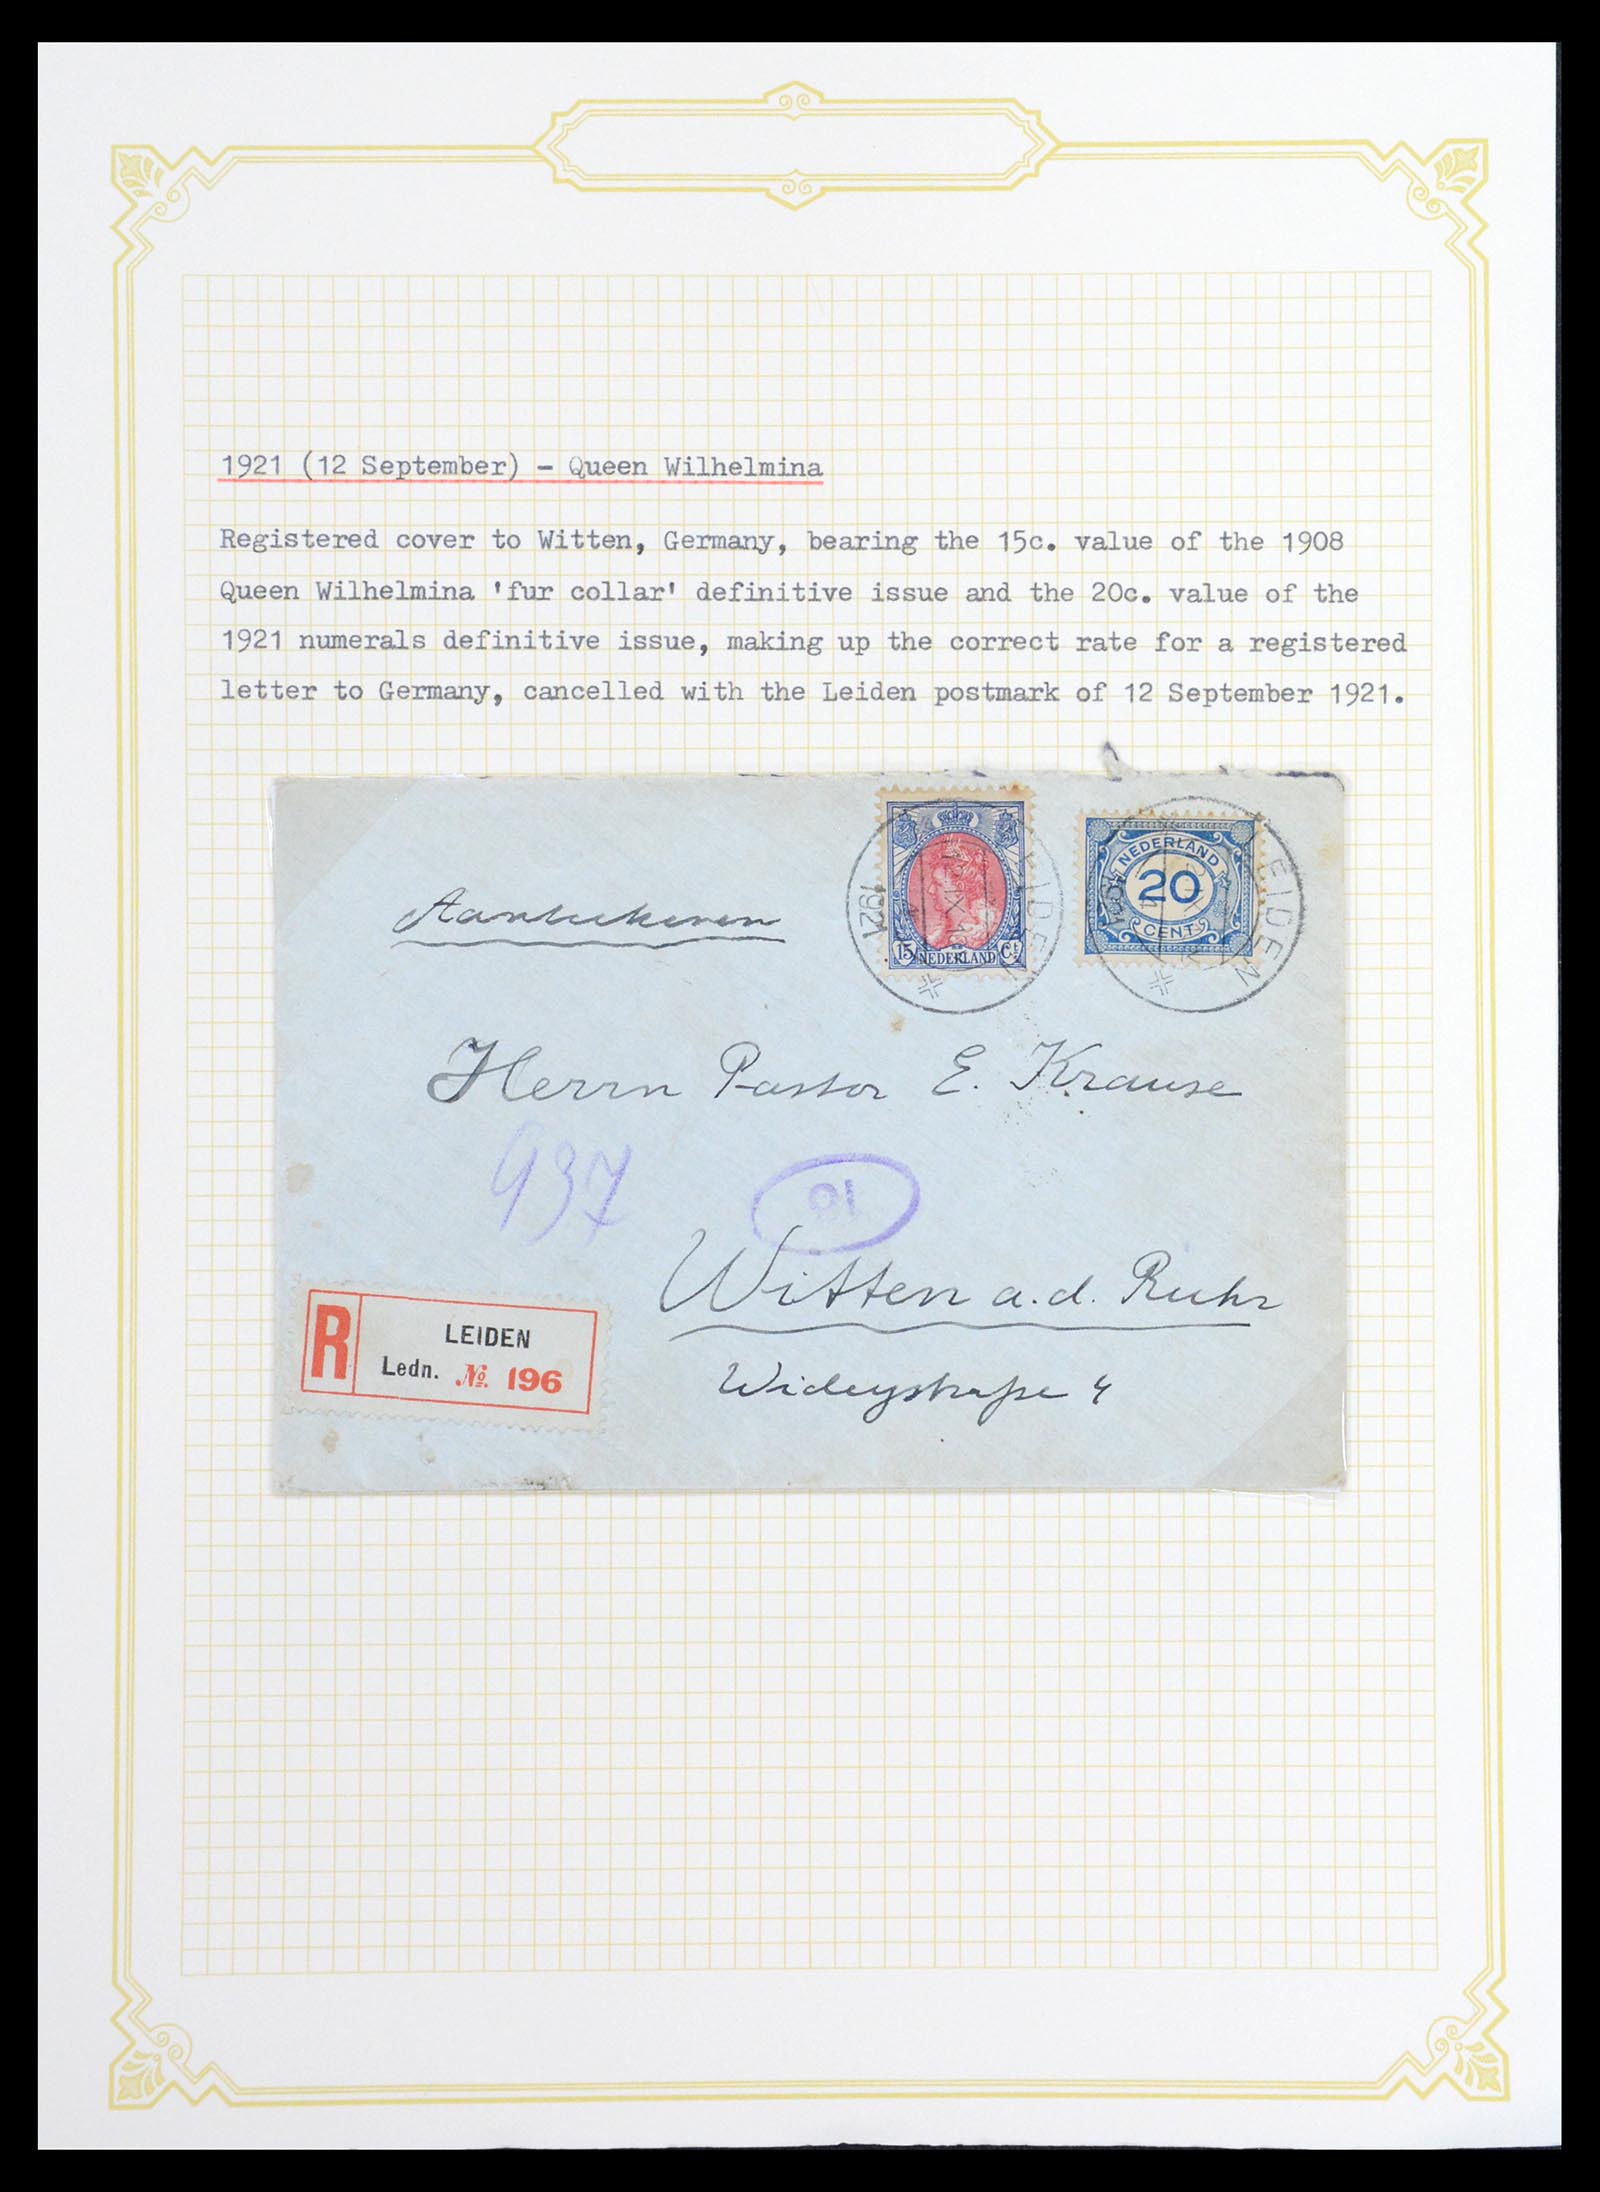 1921 (12 September) - Queen Wilhelmina
Registered cover to Witten, Germany, bearing the 15c. value of the 1908
Queen Wilhelmina 'fur collar' definitive issue and the 20c. value of the
1921 numerals definitive issue, making up the correct rate for a registered
letter to Germany, cancelled with the Leiden postmark of 12 September 1921.
15 NEDERLAND Ct
NEDERLAND
20
CENT
LEIDEN
1921
LEIDEN
Aantekenen
Herrn Pastor E. Krause
937
Witten a.d. Ruhr
R
LEIDEN
Ledn. No. 196